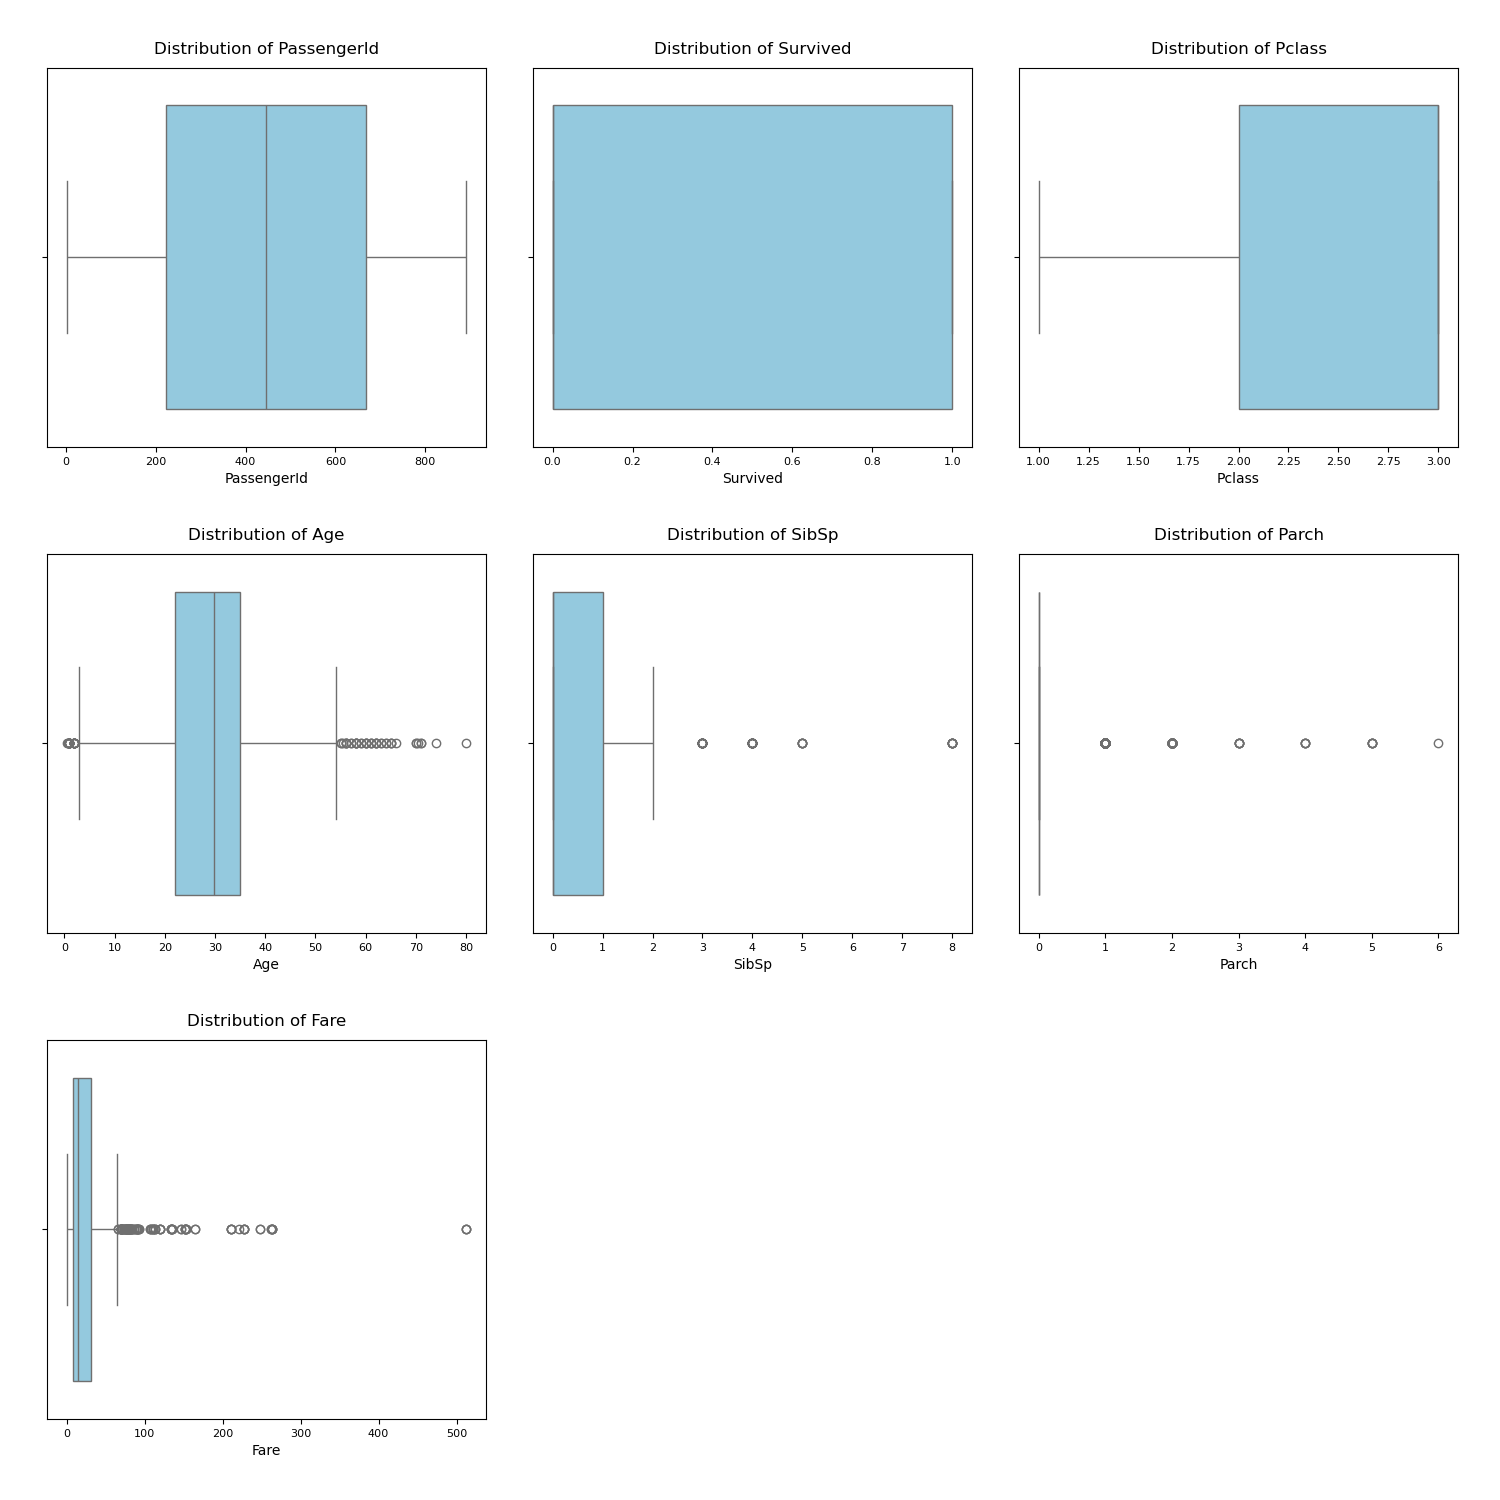 Distribution of PassengerId
Distribution of Survived
Distribution of Pclass
0 200 400 600 800
PassengerId
0.0 0.2 0.4 0.6 0.8 1.0
Survived
1.00 1.25 1.50 1.75 2.00 2.25 2.50 2.75 3.00
Pclass
Distribution of Age
Distribution of SibSp
Distribution of Parch
0 10 20 30 40 50 60 70 80
Age
0 1 2 3 4 5 6 7 8
SibSp
0 1 2 3 4 5 6
Parch
Distribution of Fare
0 100 200 300 400 500
Fare